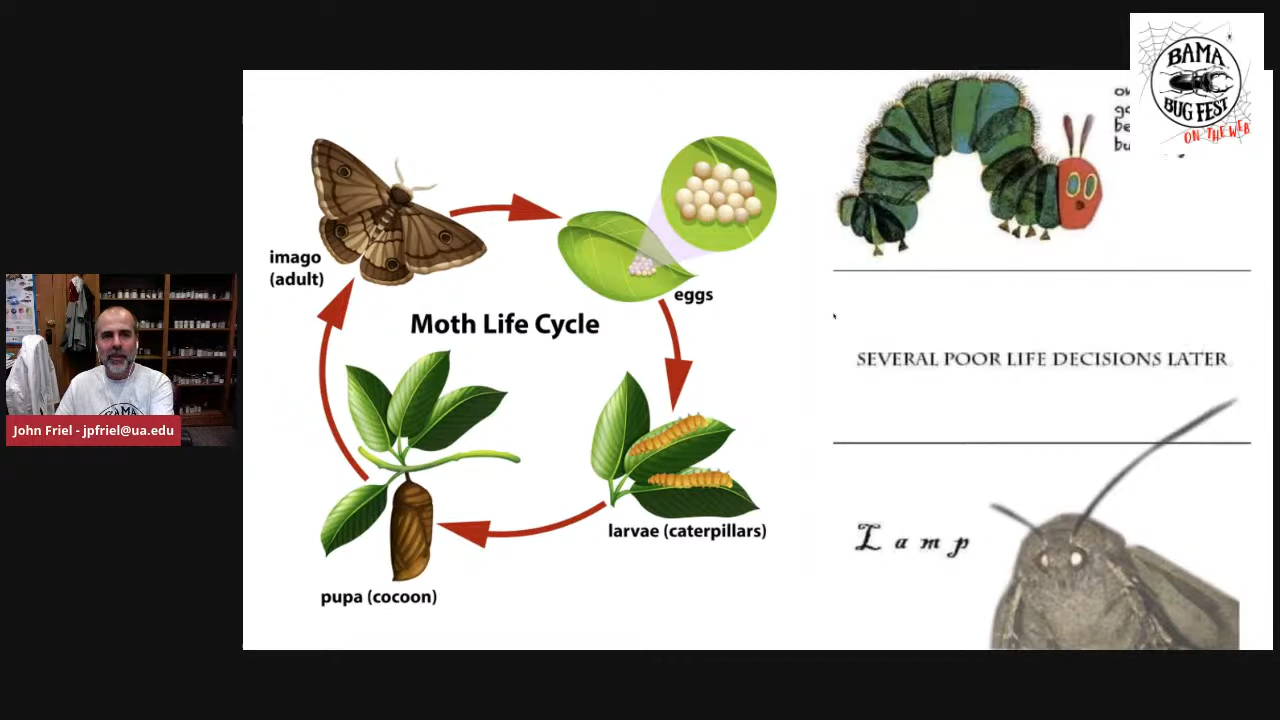 BAMA
BUG FEST
ON THE WEB
imago
(adult)
eggs
Moth Life Cycle
larvae (caterpillars)
pupa (cocoon)
SEVERAL POOR LIFE DECISIONS LATER
Lamp
John Friel - jpfriel@ua.edu
BAMA